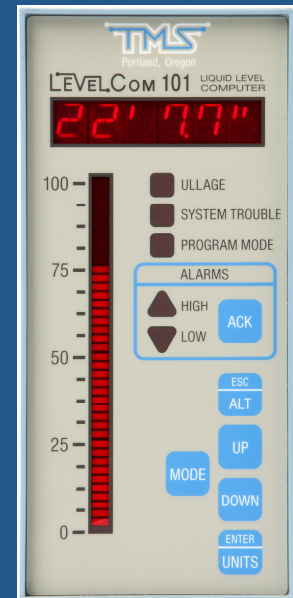 TMS
Portland, Oregon
LEVELCOM 101 LIQUID LEVEL COMPUTER
22' 7.7"
100
ULLAGE
SYSTEM TROUBLE
PROGRAM MODE
75
ALARMS
HIGH
ACK
LOW
50
ESC
ALT
25
UP
MODE
DOWN
0
ENTER
UNITS